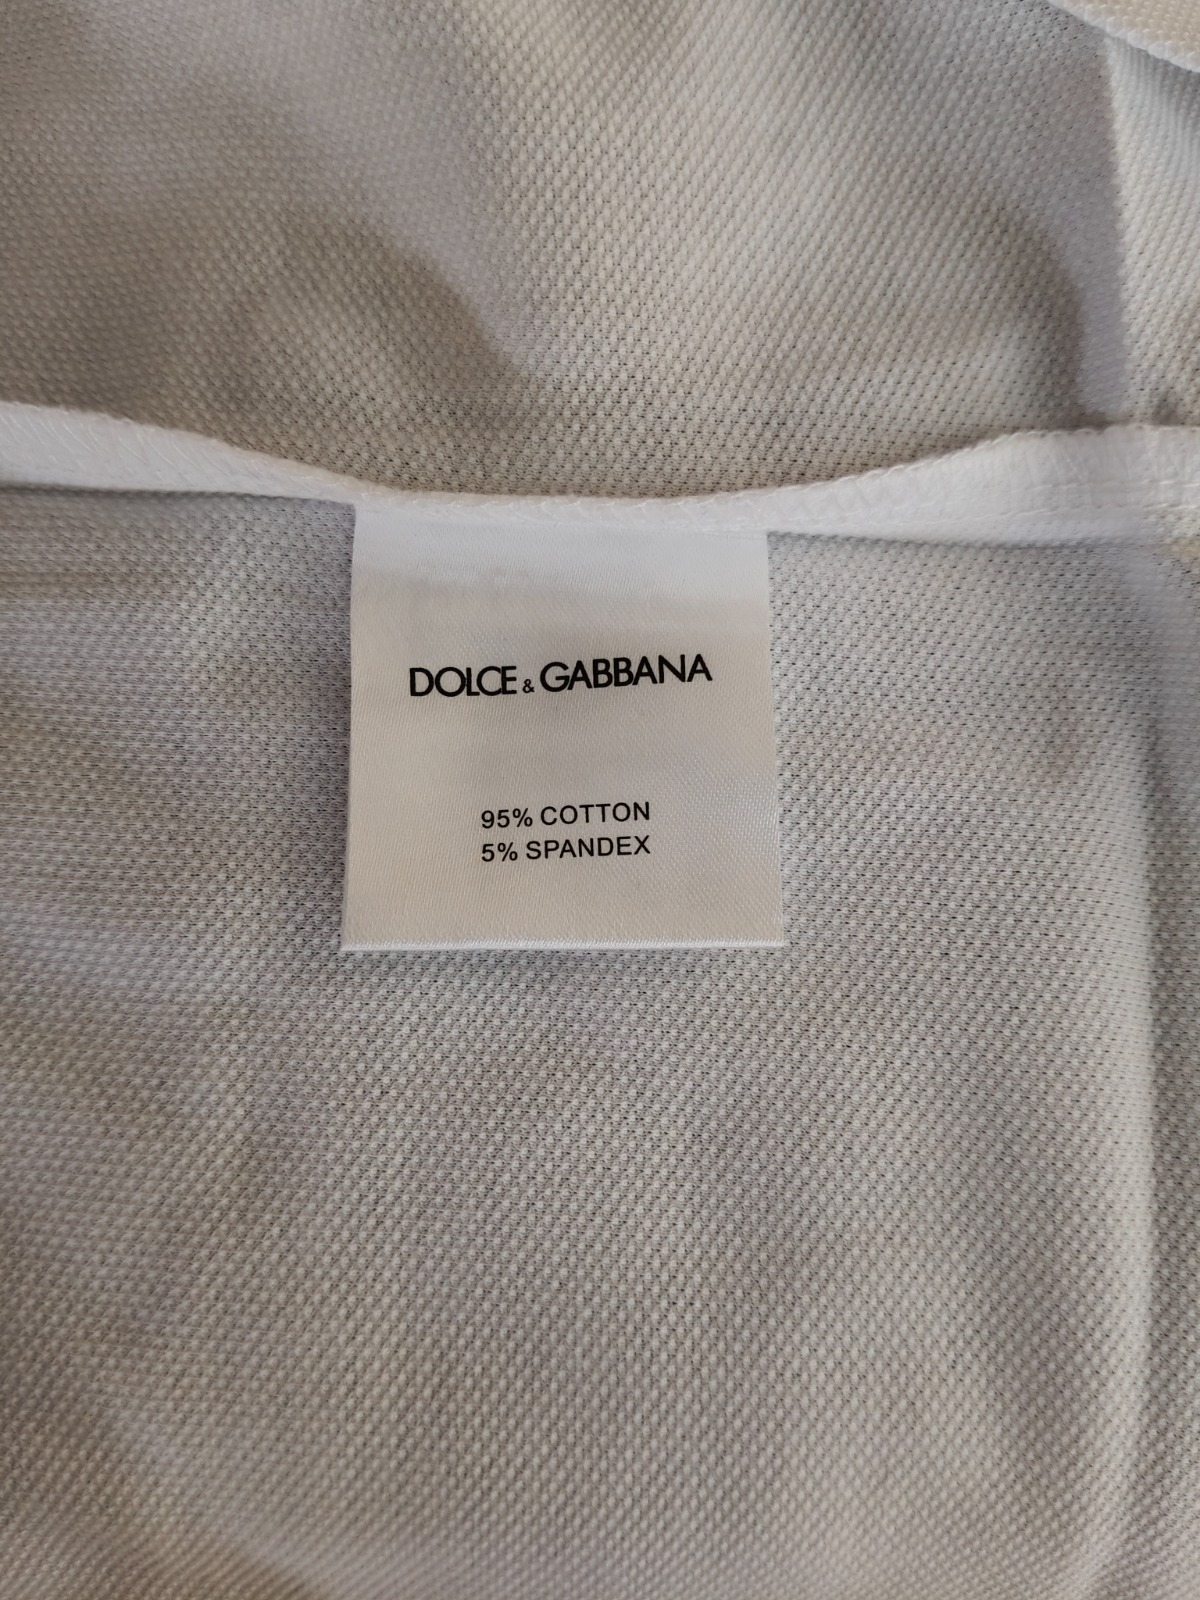 DOLCE & GABBANA
95% COTTON
5% SPANDEX